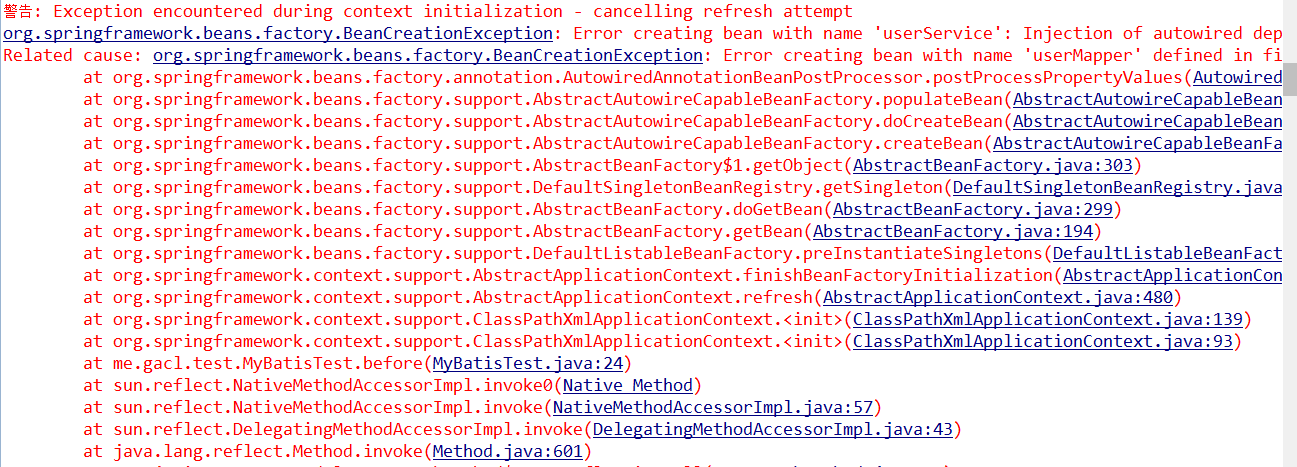 警告: Exception encountered during context initialization - cancelling refresh attempt
org.springframework.beans.factory.BeanCreationException: Error creating bean with name 'userService': Injection of autowired dep
Related cause: org.springframework.beans.factory.BeanCreationException: Error creating bean with name 'userMapper' defined in fi
at org.springframework.beans.factory.annotation.AutowiredAnnotationBeanPostProcessor.postProcessPropertyValues(Autowired
at org.springframework.beans.factory.support.AbstractAutowireCapableBeanFactory.populateBean(AbstractAutowireCapableBean
at org.springframework.beans.factory.support.AbstractAutowireCapableBeanFactory.doCreateBean(AbstractAutowireCapableBean
at org.springframework.beans.factory.support.AbstractAutowireCapableBeanFactory.createBean(AbstractAutowireCapableBeanFa
at org.springframework.beans.factory.support.AbstractBeanFactory$1.getObject(AbstractBeanFactory.java:303)
at org.springframework.beans.factory.support.DefaultSingletonBeanRegistry.getSingleton(DefaultSingletonBeanRegistry.java
at org.springframework.beans.factory.support.AbstractBeanFactory.doGetBean(AbstractBeanFactory.java:299)
at org.springframework.beans.factory.support.AbstractBeanFactory.getBean(AbstractBeanFactory.java:194)
at org.springframework.beans.factory.support.DefaultListableBeanFactory.preInstantiateSingletons(DefaultListableBeanFact
at org.springframework.context.support.AbstractApplicationContext.finishBeanFactoryInitialization(AbstractApplicationCon
at org.springframework.context.support.AbstractApplicationContext.refresh(AbstractApplicationContext.java:480)
at org.springframework.context.support.ClassPathXmlApplicationContext.<init>(ClassPathXmlApplicationContext.java:139)
at org.springframework.context.support.ClassPathXmlApplicationContext.<init>(ClassPathXmlApplicationContext.java:93)
at me.gacl.test.MyBatisTest.before(MyBatisTest.java:24)
at sun.reflect.NativeMethodAccessorImpl.invoke0(Native Method)
at sun.reflect.NativeMethodAccessorImpl.invoke(NativeMethodAccessorImpl.java:57)
at sun.reflect.DelegatingMethodAccessorImpl.invoke(DelegatingMethodAccessorImpl.java:43)
at java.lang.reflect.Method.invoke(Method.java:601)